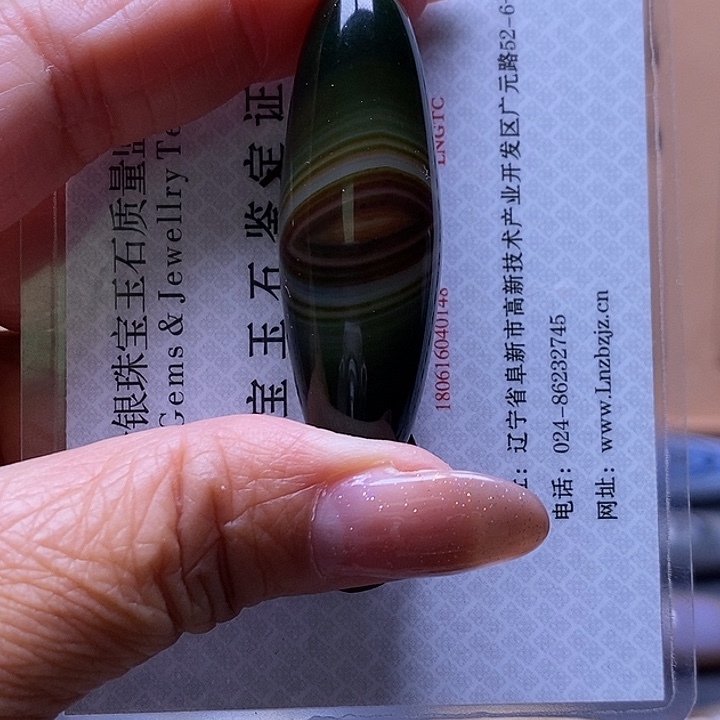 银珠宝玉石质量监
Gems & Jewellry Te
宝玉石鉴定证
LNGTC
180616040148
: 辽宁省阜新市高新技术产业开发区广元路52-6-
电话: 024-86232745
网址: www.Lnzbzjz.cn